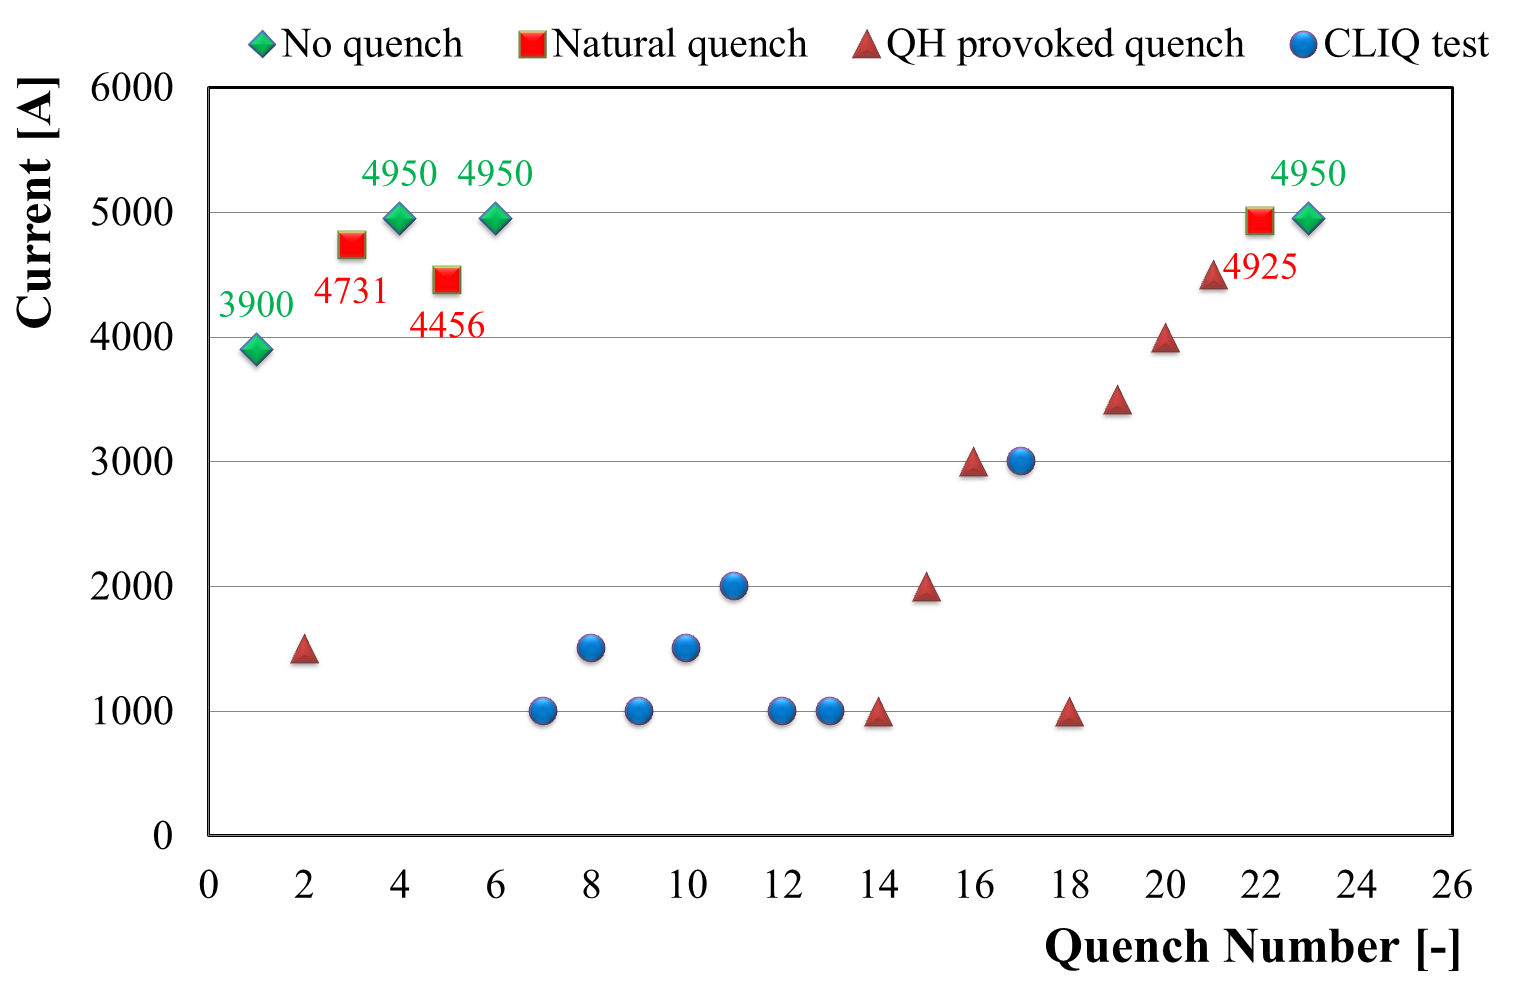 No quench Natural quench QH provoked quench CLIQ test
Current [A]
6000
5000
4000
3000
2000
1000
0
4950 4950 4950
4731
4456
4925
3900
0 2 4 6 8 10 12 14 16 18 20 22 24 26
Quench Number [-]